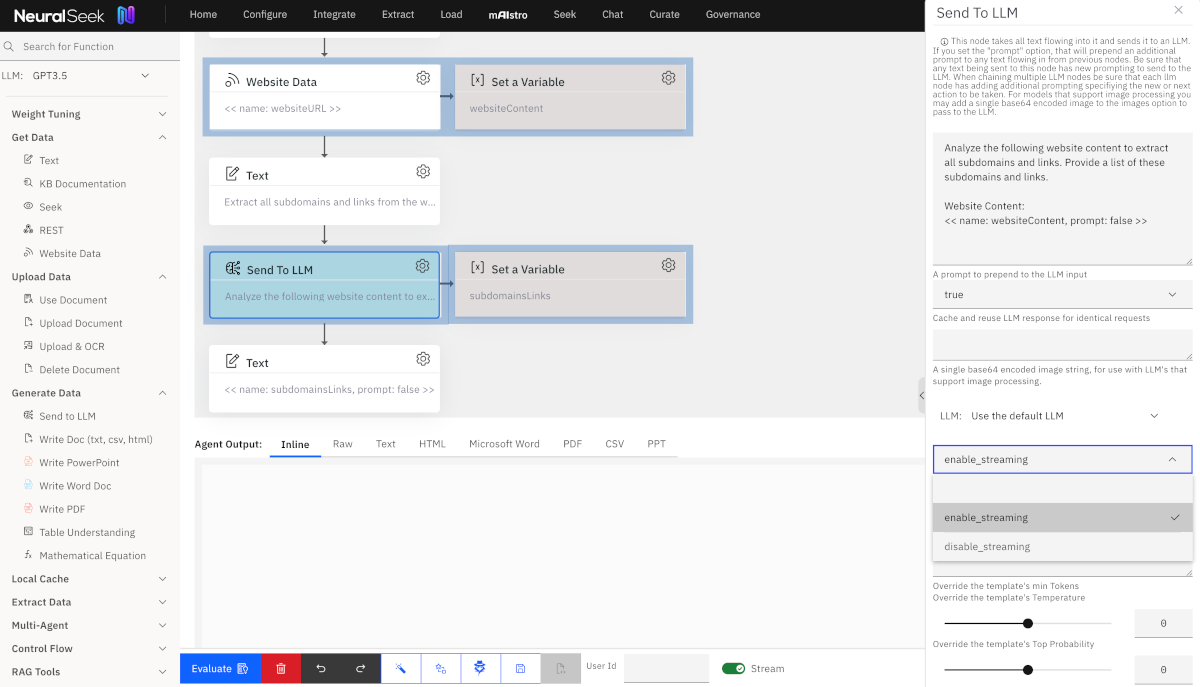 NeuralSeek
Home
Configure
Integrate
Extract
Load
mAIstro
Seek
Chat
Curate
Governance
Search for Function
LLM: GPT3.5
Weight Tuning
Get Data
Text
KB Documentation
Seek
REST
Website Data
Upload Data
Use Document
Upload Document
Upload & OCR
Delete Document
Generate Data
Send to LLM
Write Doc (txt, csv, html)
Write PowerPoint
Write Word Doc
Write PDF
Table Understanding
Mathematical Equation
Local Cache
Extract Data
Multi-Agent
Control Flow
RAG Tools
Website Data
<< name: websiteURL >>
[x] Set a Variable
websiteContent
Text
Extract all subdomains and links from the w...
Send To LLM
Analyze the following website content to ex...
[x] Set a Variable
subdomainsLinks
Text
<< name: subdomainsLinks, prompt: false >>
Agent Output:
Inline
Raw
Text
HTML
Microsoft Word
PDF
CSV
PPT
Evaluate
User Id
Stream
Send To LLM
This node takes all text flowing into it and sends it to an LLM.
If you set the "prompt" option, that will prepend an additional
prompt to any text flowing in from previous nodes. Be sure that
any text being sent to this node has new prompting to send to the
LLM. When chaining multiple LLM nodes be sure that each llm
node has adding additional prompting specifiying the new or next
action to be taken. For models that support image processing you
may add a single base64 encoded image to the images option to
pass to the LLM.
Analyze the following website content to extract
all subdomains and links. Provide a list of these
subdomains and links.
Website Content:
<< name: websiteContent, prompt: false >>
A prompt to prepend to the LLM input
true
Cache and reuse LLM response for identical requests
A single base64 encoded image string, for use with LLM's that
support image processing.
LLM: Use the default LLM
enable_streaming
enable_streaming
disable_streaming
Override the template's min Tokens
Override the template's Temperature
0
Override the template's Top Probability
0